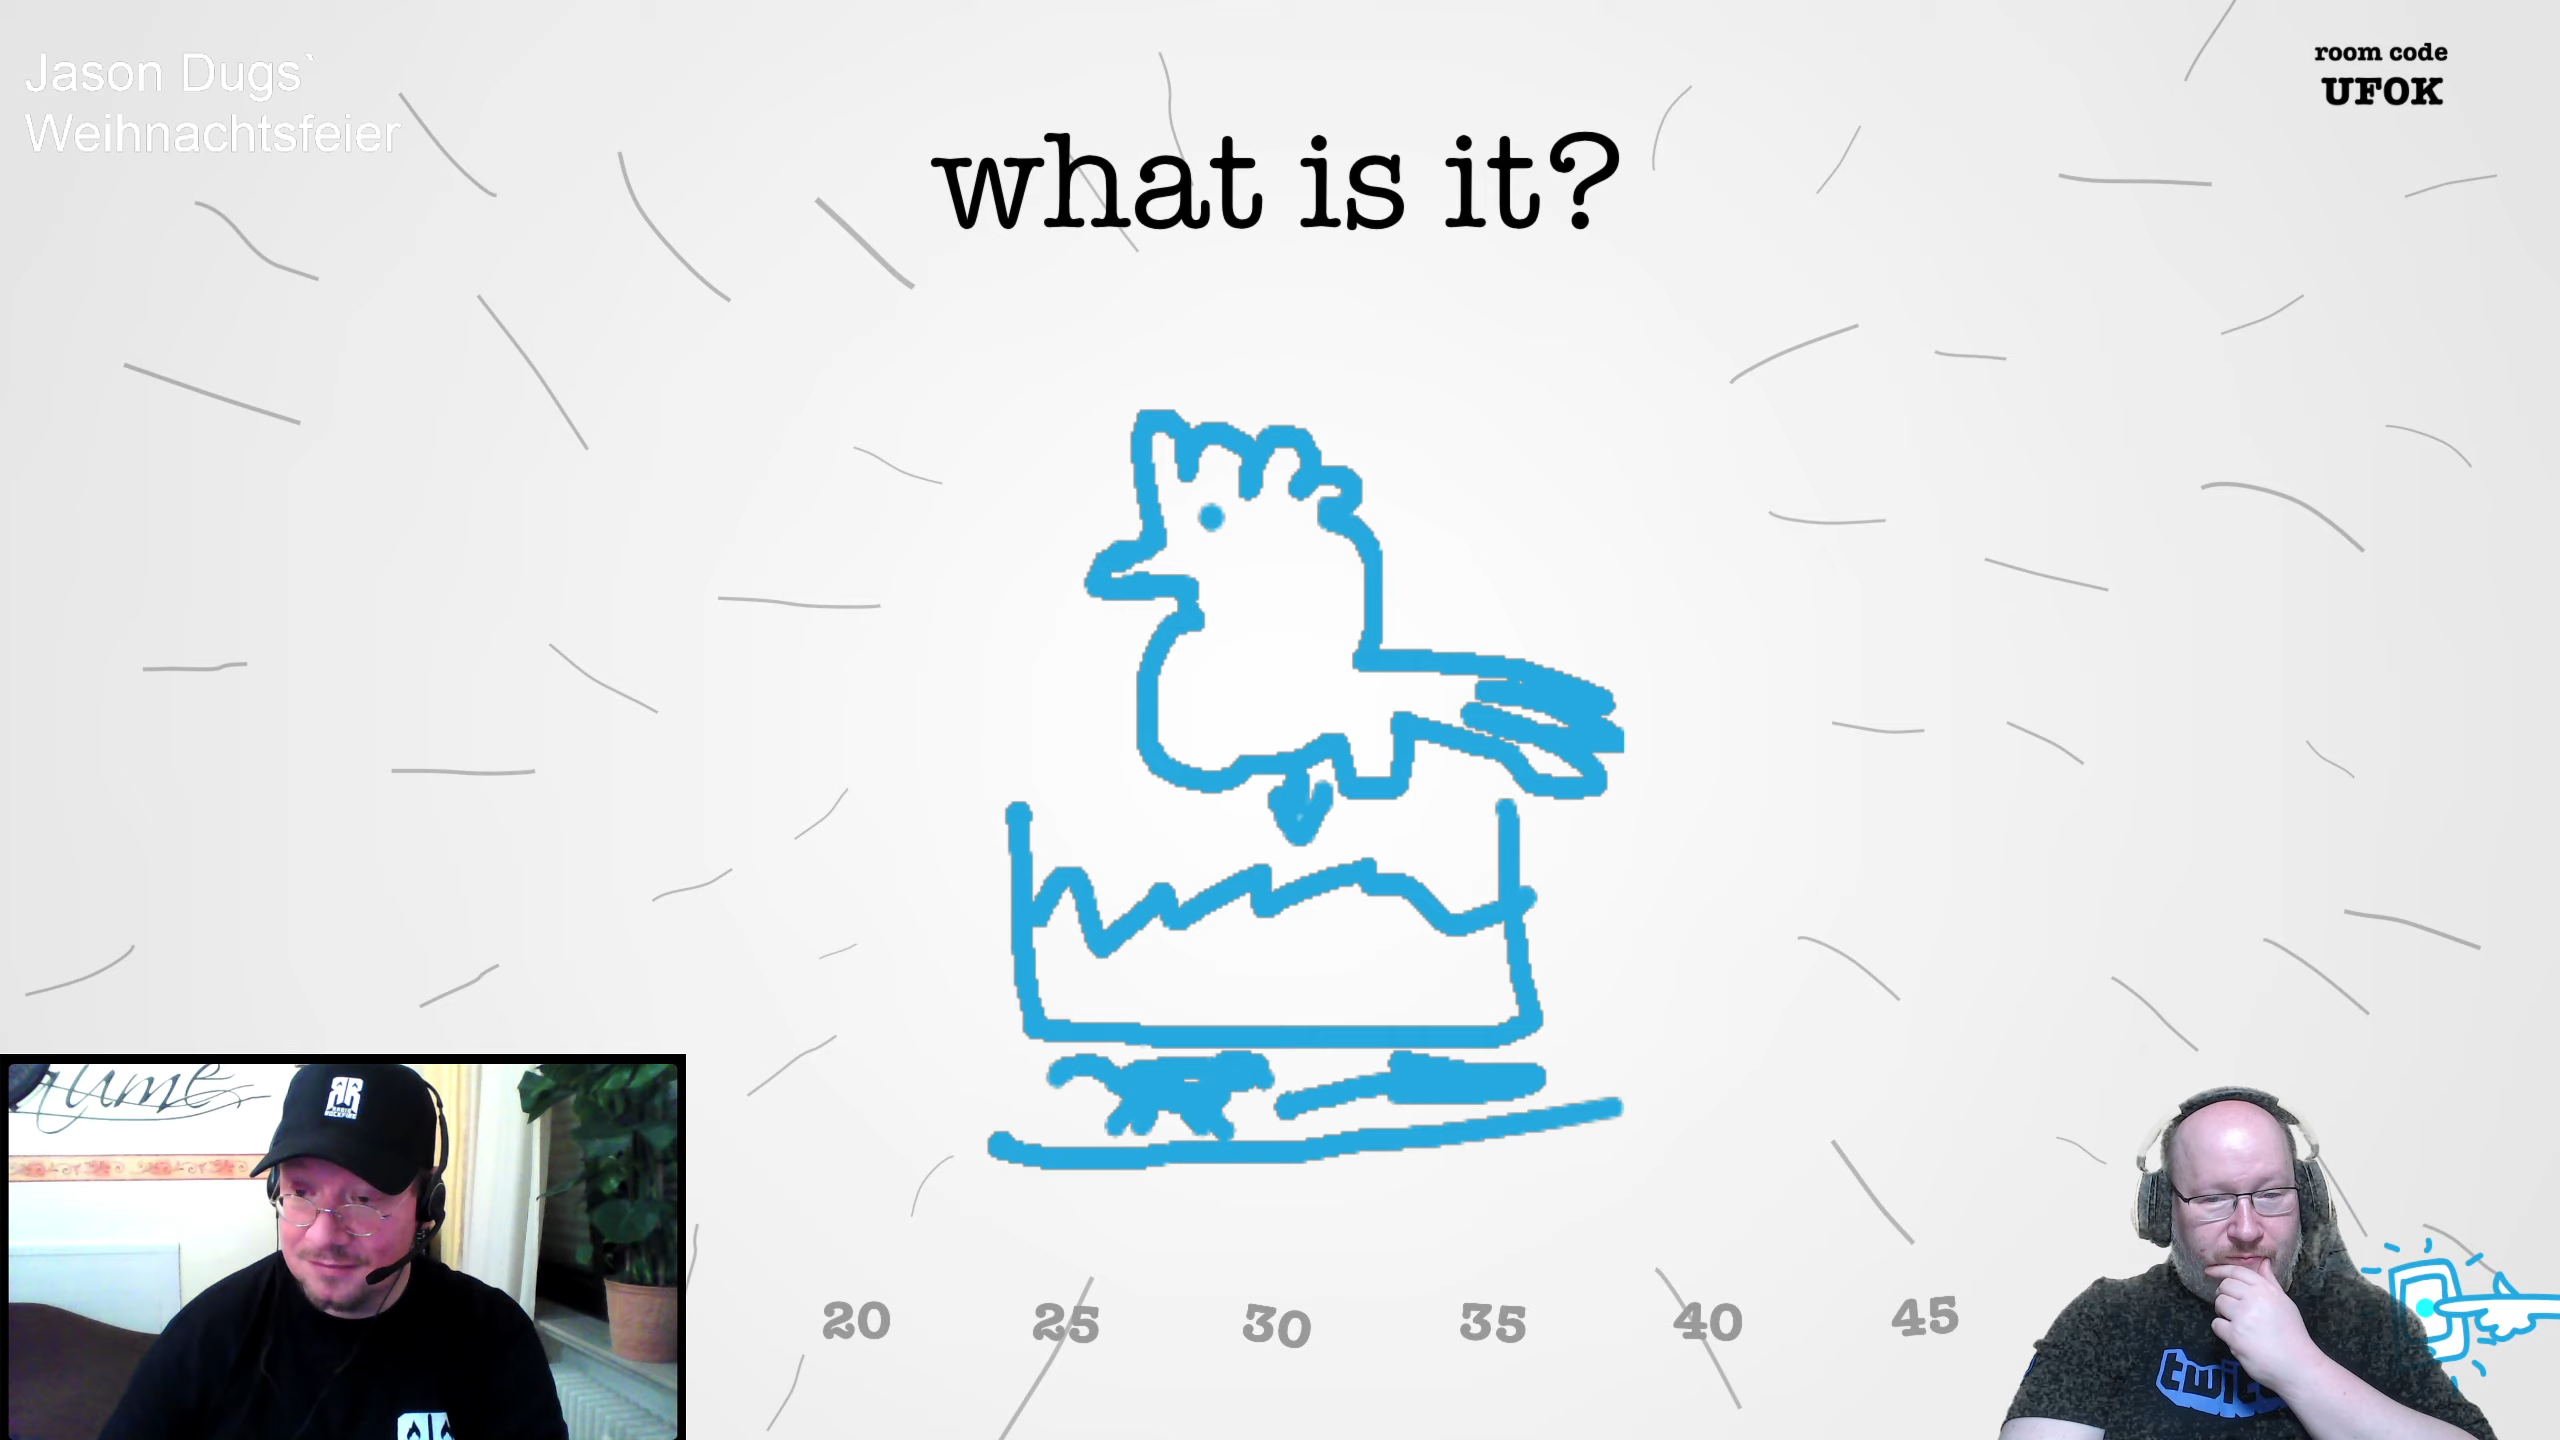 Jason Dugs`
Weihnachtsfeier
room code
UFOK
what is it?
20 25 30 35 40 45